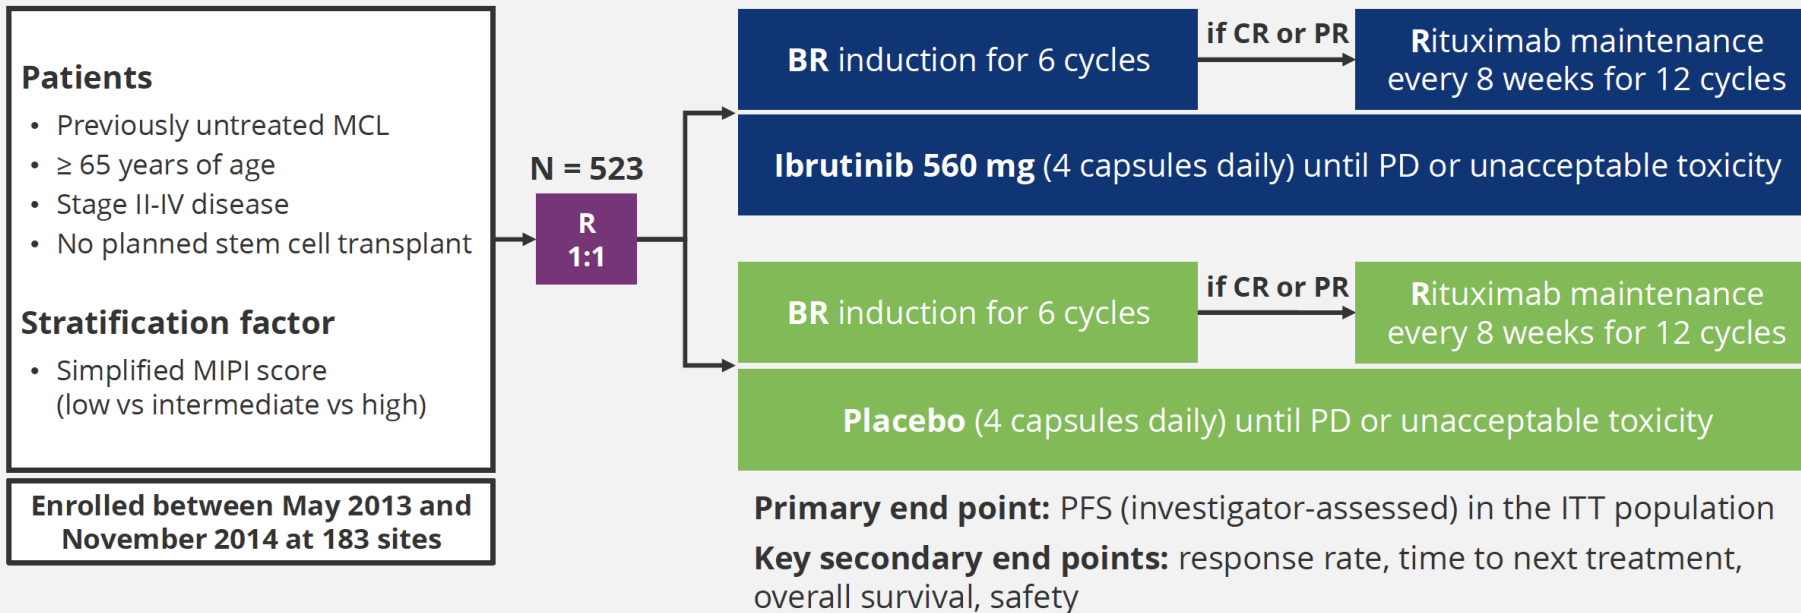 Patients
• Previously untreated MCL
• ≥ 65 years of age
• Stage II-IV disease
• No planned stem cell transplant
Stratification factor
• Simplified MIPI score
(low vs intermediate vs high)
Enrolled between May 2013 and
November 2014 at 183 sites
N = 523
R
1:1
BR induction for 6 cycles
if CR or PR
Rituximab maintenance
every 8 weeks for 12 cycles
Ibrutinib 560 mg (4 capsules daily) until PD or unacceptable toxicity
BR induction for 6 cycles
if CR or PR
Rituximab maintenance
every 8 weeks for 12 cycles
Placebo (4 capsules daily) until PD or unacceptable toxicity
Primary end point: PFS (investigator-assessed) in the ITT population
Key secondary end points: response rate, time to next treatment,
overall survival, safety